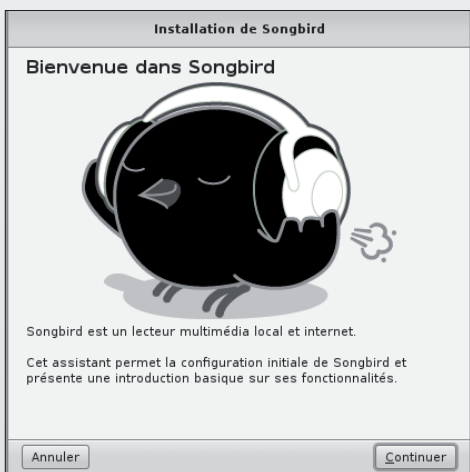 Installation de Songbird
Bienvenue dans Songbird
Songbird est un lecteur multimédia local et internet.
Cet assistant permet la configuration initiale de Songbird et
présente une introduction basique sur ses fonctionnalités.
Annuler
Continuer